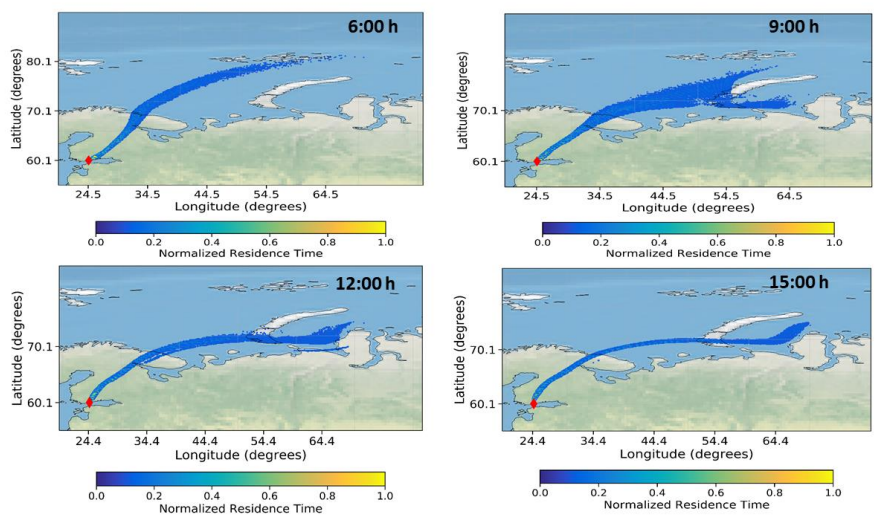 6:00 h
Latitude (degrees)
80.1
70.1
60.1
24.5 34.5 44.5 54.5 64.5
Longitude (degrees)
0.0 0.2 0.4 0.6 0.8 1.0
Normalized Residence Time
9:00 h
Latitude (degrees)
70.1
60.1
24.5 34.5 44.5 54.5 64.5
Longitude (degrees)
0.0 0.2 0.4 0.6 0.8 1.0
Normalized Residence Time
12:00 h
Latitude (degrees)
70.1
60.1
24.4 34.4 44.4 54.4 64.4
Longitude (degrees)
0.0 0.2 0.4 0.6 0.8 1.0
Normalized Residence Time
15:00 h
Latitude (degrees)
70.1
60.1
24.4 34.4 44.4 54.4 64.4
Longitude (degrees)
0.0 0.2 0.4 0.6 0.8 1.0
Normalized Residence Time